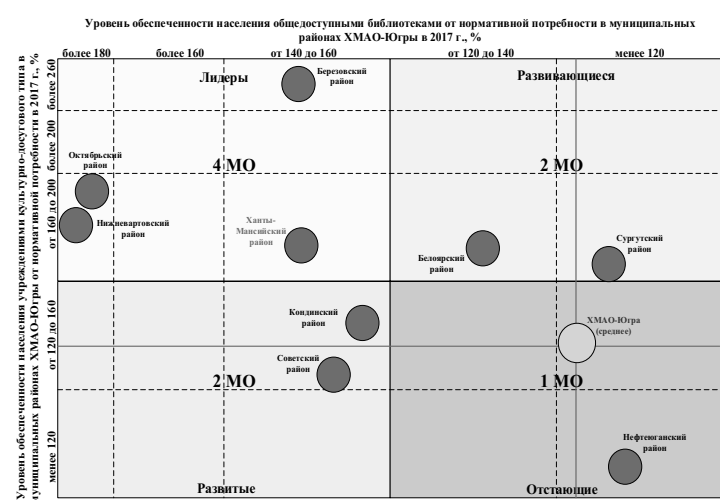 Уровень обеспеченности населения общедоступными библиотеками от нормативной потребности в муниципальных
районах ХМАО-Югры в 2017 г., %
более 180
более 160
от 140 до 160
от 120 до 140
менее 120
Уровень обеспеченности населения учреждениями культурно-досугового типа в
муниципальных районах ХМАО-Югры от нормативной потребности в 2017 г., %
более 260
более 200
от 160 до 200
от 120 до 160
менее 120
Лидеры
Березовский
район
Развивающиеся
Октябрьский
район
4 МО
2 МО
Нижневартовский
район
Ханты-
Мансийский
район
Белоярский
район
Сургутский
район
Кондинский
район
ХМАО-Югра
(среднее)
Советский
район
2 МО
1 МО
Нефтеюганский
район
Развитые
Отстающие